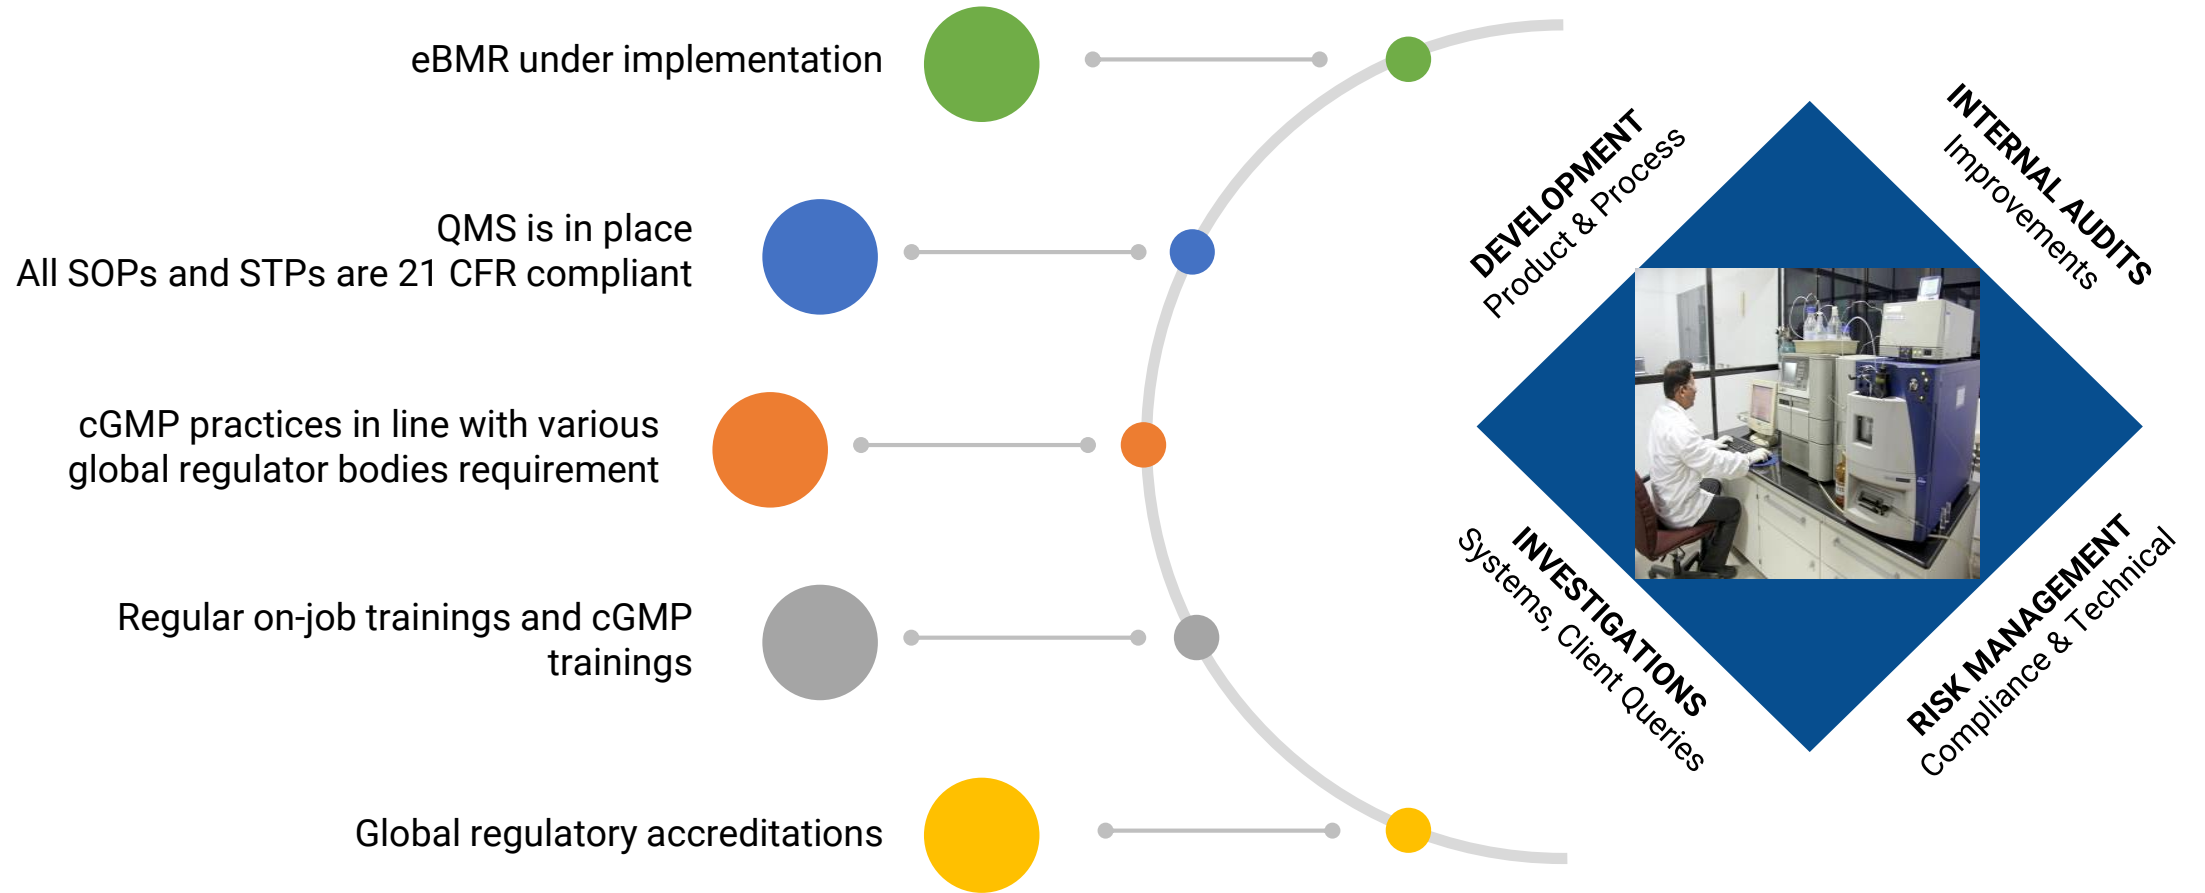 eBMR under implementation
QMS is in place
All SOPs and STPs are 21 CFR compliant
cGMP practices in line with various
global regulator bodies requirement
Regular on-job trainings and cGMP
trainings
Global regulatory accreditations
DEVELOPMENT
Product & Process
INTERNAL AUDITS
Improvements
INVESTIGATIONS
Systems, Client Queries
RISK MANAGEMENT
Compliance & Technical